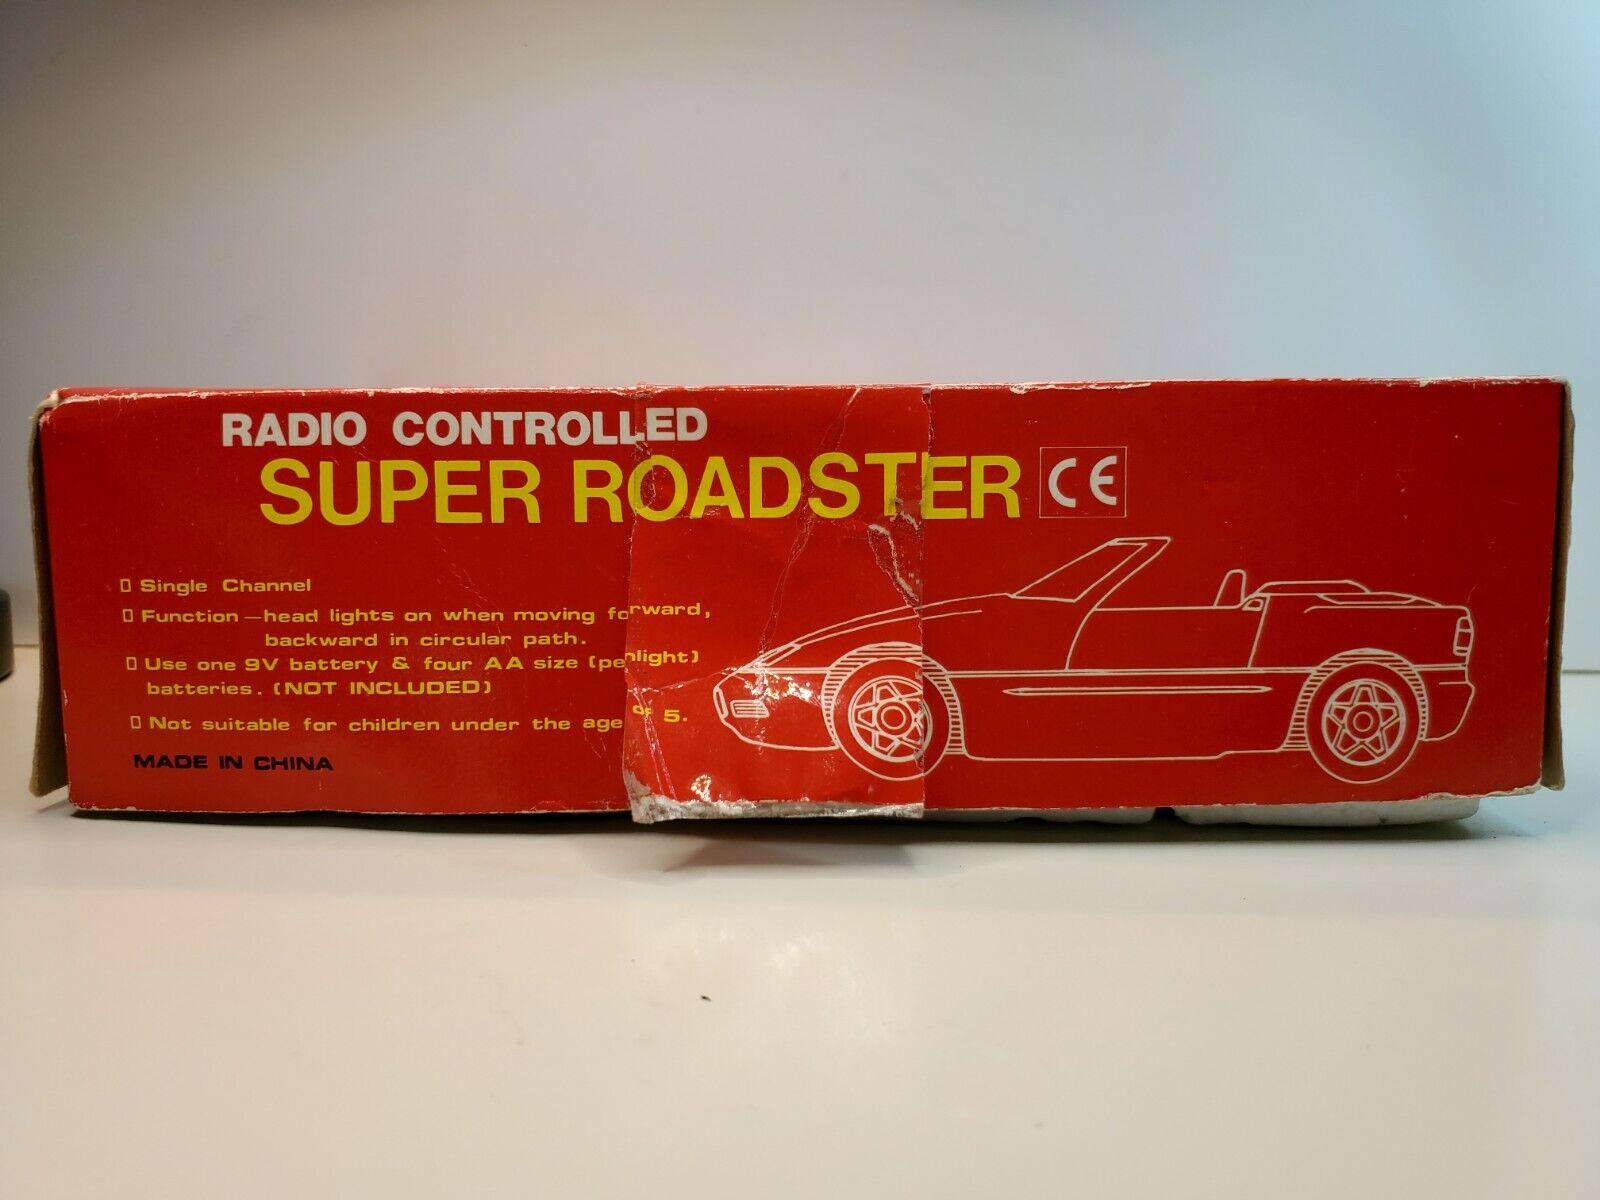 RADIO CONTROLLED
SUPER ROADSTER CE
Single Channel
Function — head lights on when moving forward,
backward in circular path.
Use one 9V battery & four AA size (penlight)
batteries. (NOT INCLUDED)
Not suitable for children under the age of 5.
MADE IN CHINA